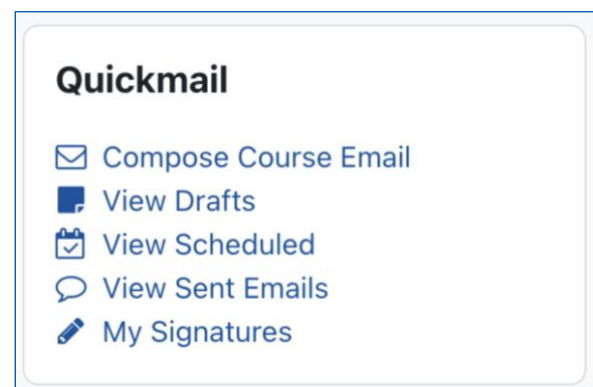 Quickmail
Compose Course Email
View Drafts
View Scheduled
View Sent Emails
My Signatures